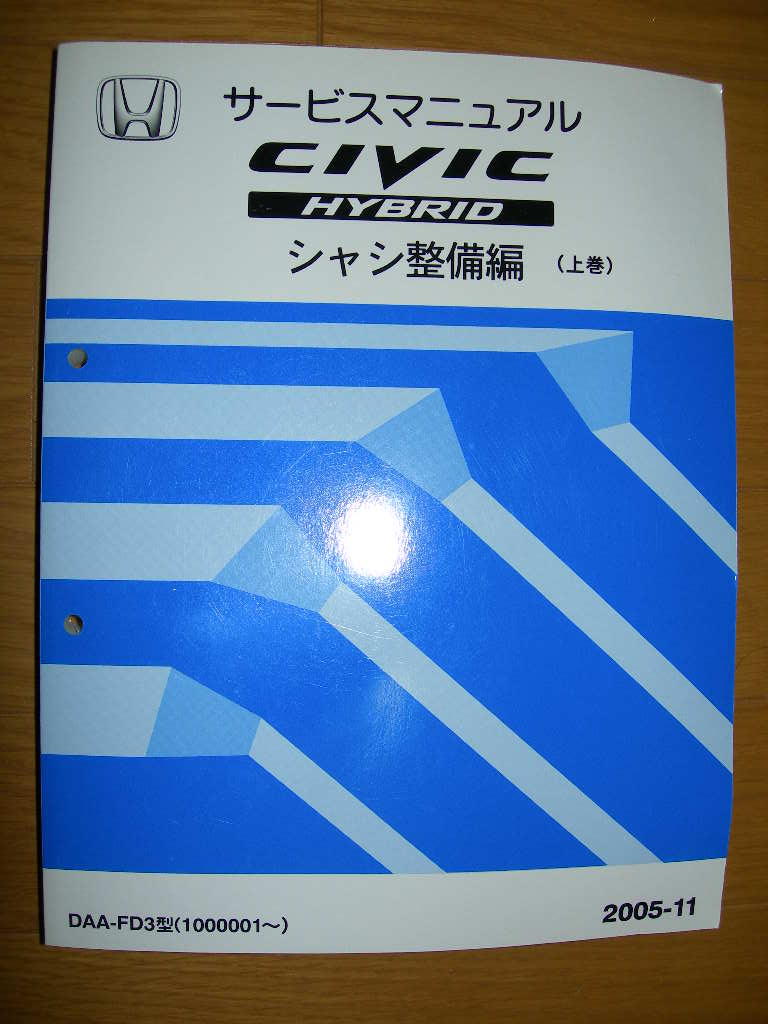 サービスマニュアル
CIVIC
HYBRID
シャシ整備編 (上巻)
DAA-FD3型(1000001〜)
2005-11